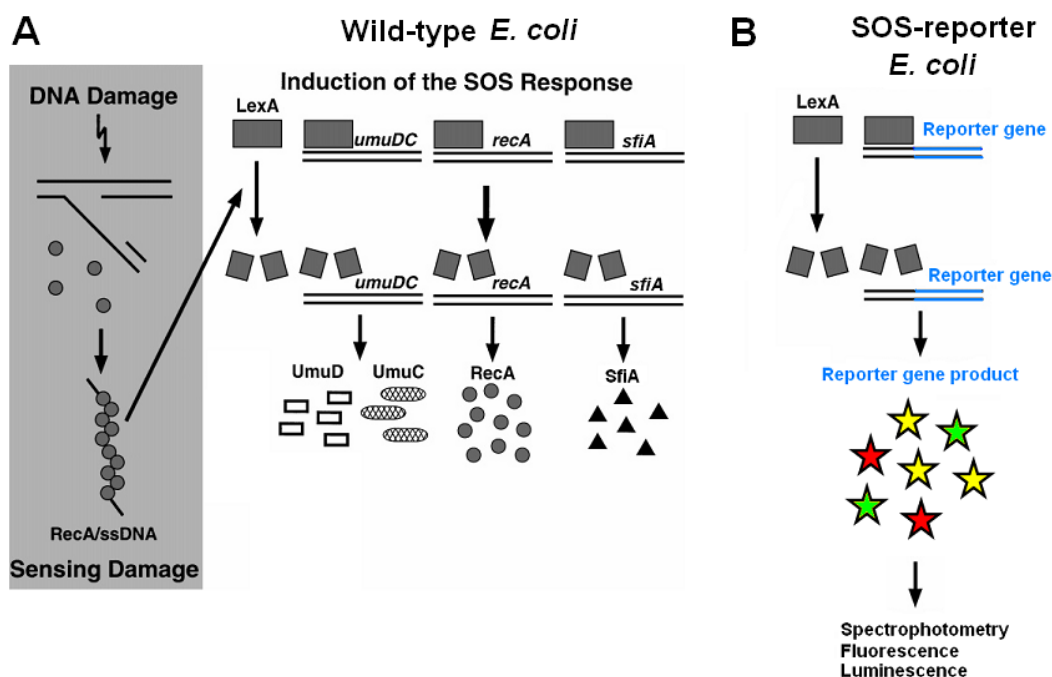 A
Wild-type E. coli
DNA Damage
RecA/ssDNA
Sensing Damage
Induction of the SOS Response
LexA
umuDC
recA
sfiA
umuDC
recA
sfiA
UmuD
UmuC
RecA
SfiA
B
SOS-reporter
E. coli
LexA
Reporter gene
Reporter gene
Reporter gene product
Spectrophotometry
Fluorescence
Luminescence